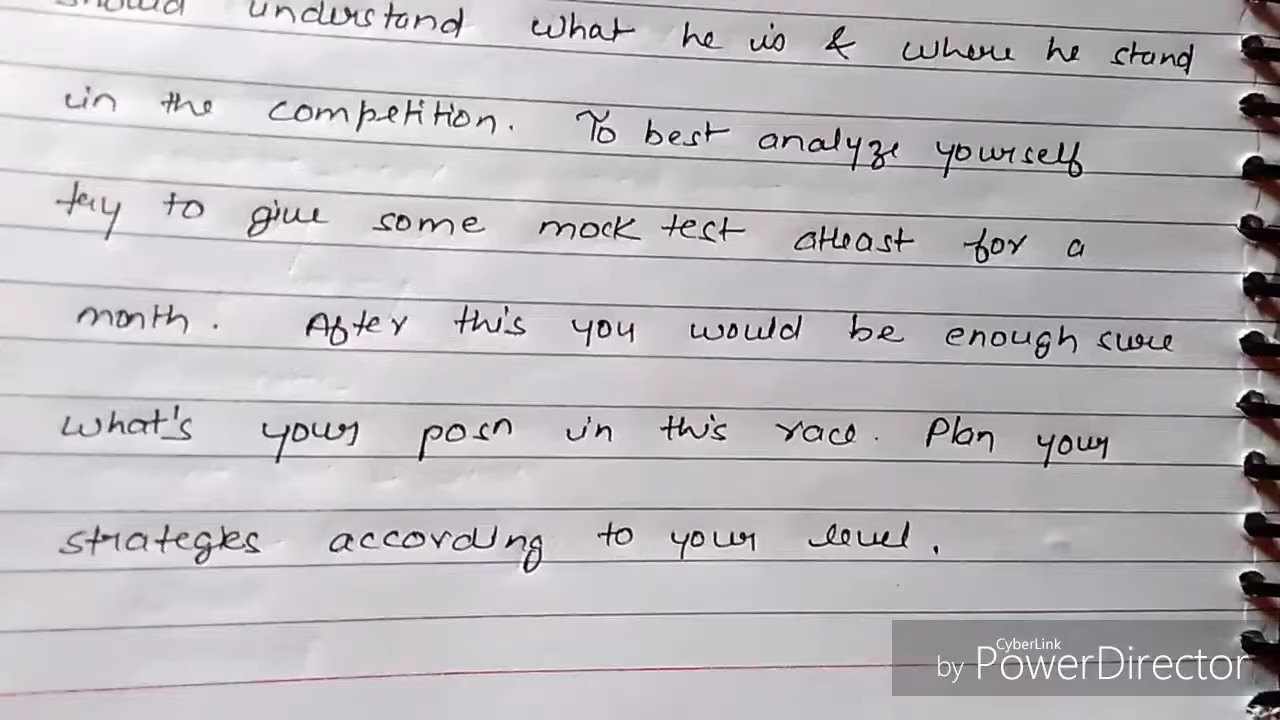 should understand what he is & where he stand
in the competition. To best analyze yourself
try to give some mock test atleast for a
month. After this you would be enough sure
what's your posn in this race. Plan your
strategies according to your level.
CyberLink
by PowerDirector